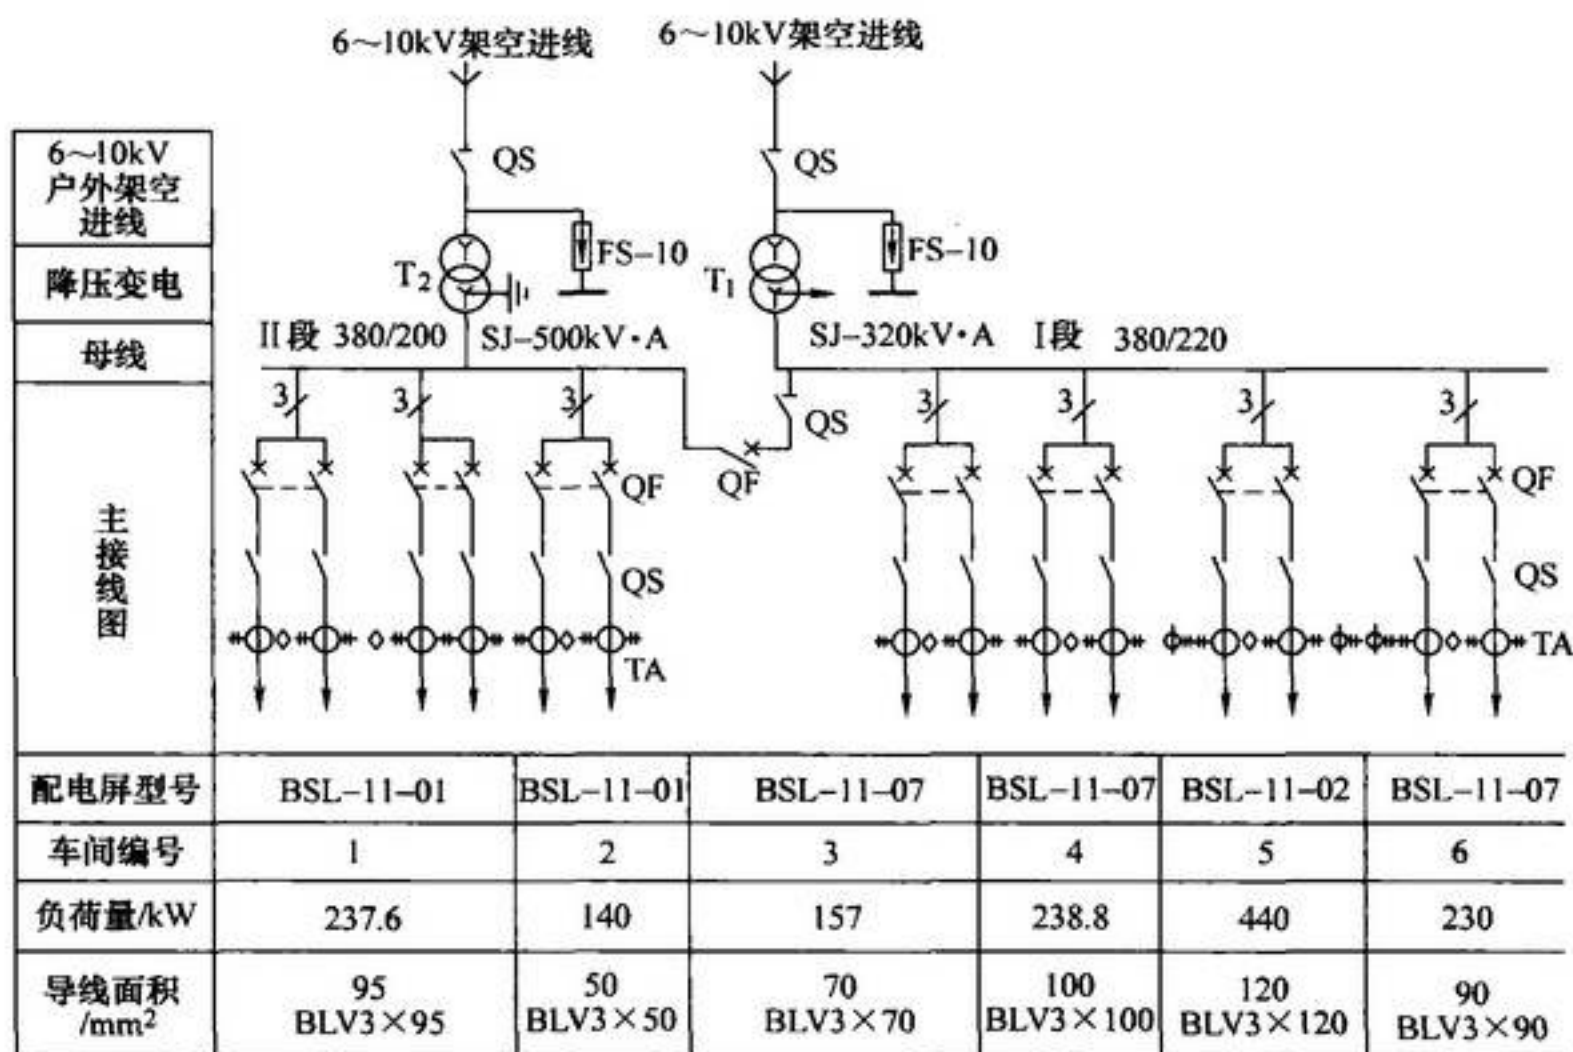 6～10kV架空进线 6～10kV架空进线
6～10kV
户外架空
进线
QS QS
FS-10 FS-10
降压变电
T2 T1
母线
II段 380/200 SJ-500kV·A SJ-320kV·A I段 380/220
3 3 3 QS 3 3 3 3
QF QF QF
主接线图
QS QS
TA TA
配电屏型号 BSL-11-01 BSL-11-01 BSL-11-07 BSL-11-07 BSL-11-02 BSL-11-07
车间编号 1 2 3 4 5 6
负荷量/kW 237.6 140 157 238.8 440 230
导线面积 95 50 70 100 120 90
/mm² BLV3×95 BLV3×50 BLV3×70 BLV3×100 BLV3×120 BLV3×90